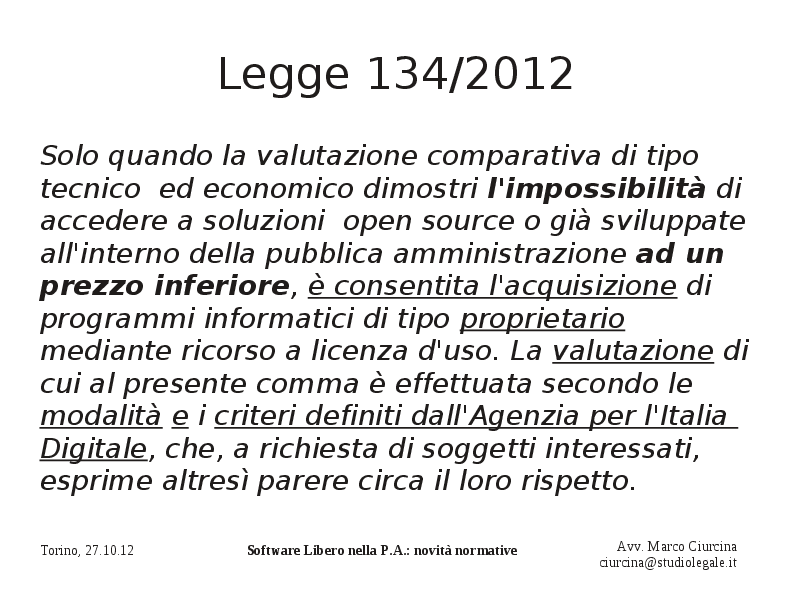 Legge 134/2012
Solo quando la valutazione comparativa di tipo
tecnico  ed economico dimostri l'impossibilità di
accedere a soluzioni  open source o già sviluppate
all'interno della pubblica amministrazione ad un
prezzo inferiore, è consentita l'acquisizione di
programmi informatici di tipo proprietario
mediante ricorso a licenza d'uso. La valutazione di
cui al presente comma è effettuata secondo le
modalità e i criteri definiti dall'Agenzia per l'Italia
Digitale, che, a richiesta di soggetti interessati,
esprime altresì parere circa il loro rispetto.
Torino, 27.10.12
Software Libero nella P.A.: novità normative
Avv. Marco Ciurcina
ciurcina@studiolegale.it